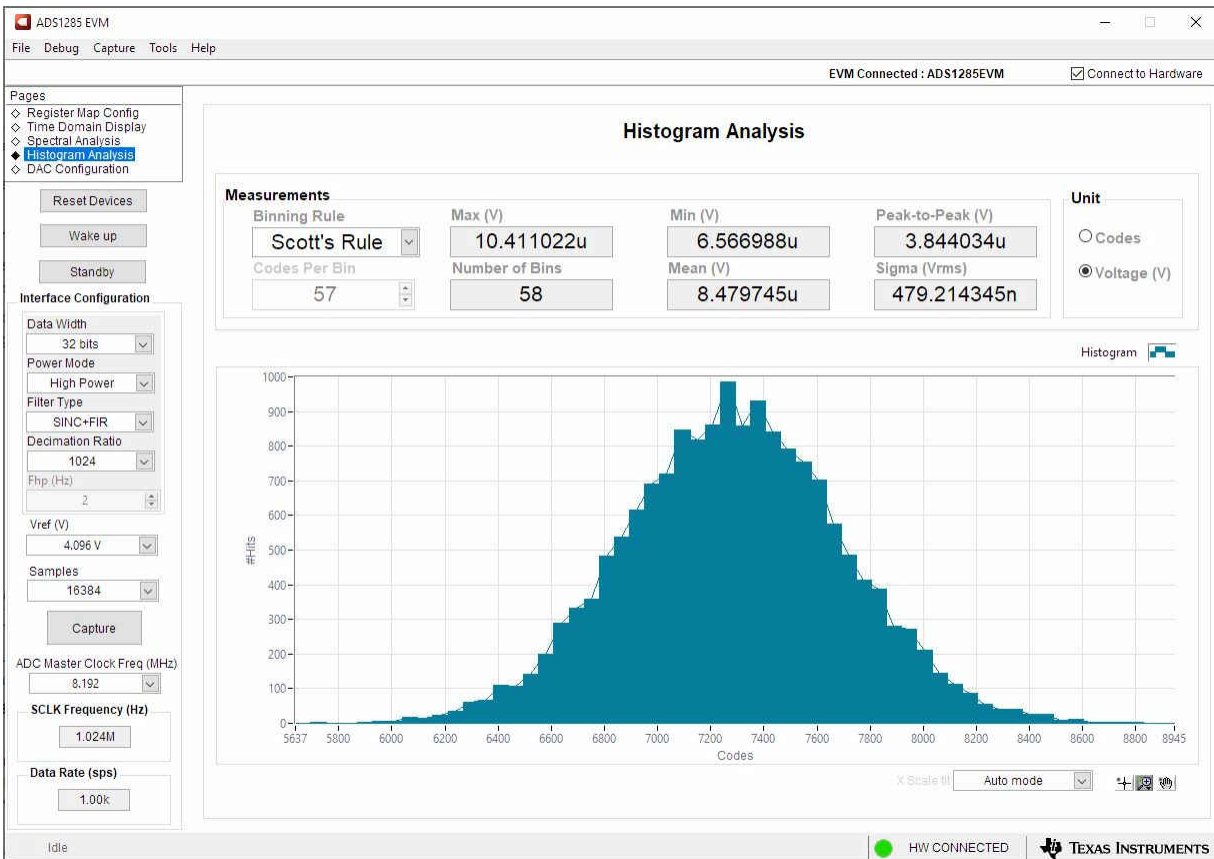 ADS1285 EVM
File Debug Capture Tools Help
EVM Connected : ADS1285EVM
Connect to Hardware
Pages
Register Map Config
Time Domain Display
Spectral Analysis
Histogram Analysis
DAC Configuration
Reset Devices
Wake up
Standby
Interface Configuration
Data Width
32 bits
Power Mode
High Power
Filter Type
SINC+FIR
Decimation Ratio
1024
Fhp (Hz)
2
Vref (V)
4.096 V
Samples
16384
Capture
ADC Master Clock Freq (MHz)
8.192
SCLK Frequency (Hz)
1.024M
Data Rate (sps)
1.00k
Histogram Analysis
Measurements
Binning Rule
Scott's Rule
Codes Per Bin
57
Max (V)
10.411022u
Number of Bins
58
Min (V)
6.566988u
Mean (V)
8.479745u
Peak-to-Peak (V)
3.844034u
Sigma (Vrms)
479.214345n
Unit
Codes
Voltage (V)
Histogram
1000
900
800
700
600
500
400
300
200
100
0
#Hits
5637 5800 6000 6200 6400 6600 6800 7000 7200 7400 7600 7800 8000 8200 8400 8600 8800 8945
Codes
X Scale fit
Auto mode
Idle
HW CONNECTED
TEXAS INSTRUMENTS